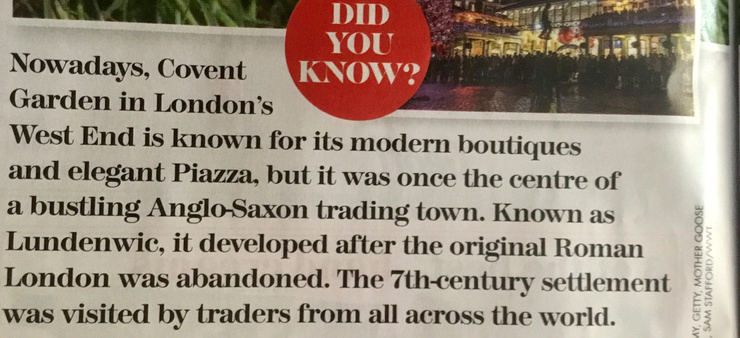 DID
YOU
KNOW?
Nowadays, Covent
Garden in London's
West End is known for its modern boutiques
and elegant Piazza, but it was once the centre of
a bustling Anglo-Saxon trading town. Known as
Lundenwic, it developed after the original Roman
London was abandoned. The 7th-century settlement
was visited by traders from all across the world.
GETTY, MOTHER GOOSE
SAM STAFFORD/WWT